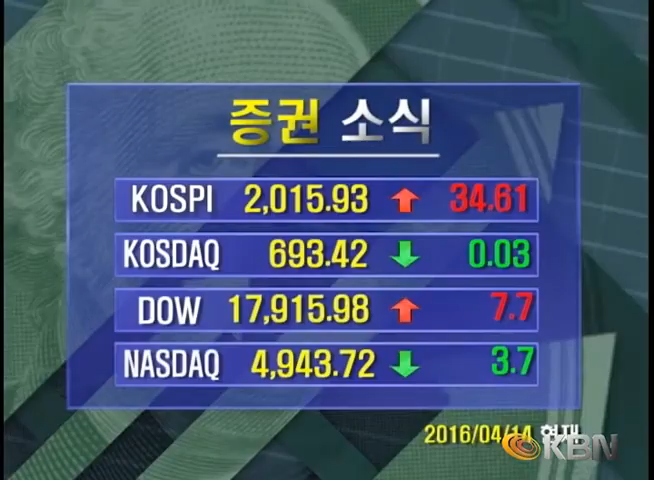 증권 소식
KOSPI 2,015.93 ↑ 34.61
KOSDAQ 693.42 ↓ 0.03
DOW 17,915.98 ↑ 7.7
NASDAQ 4,943.72 ↓ 3.7
2016/04/14 현재
KBN